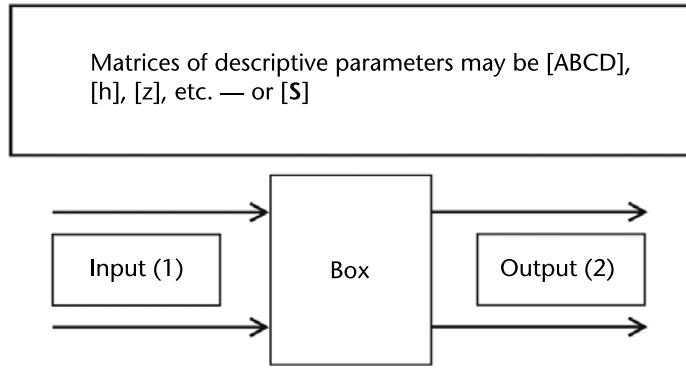 Matrices of descriptive parameters may be [ABCD],
[h], [z], etc. — or [S]
Input (1)
Box
Output (2)